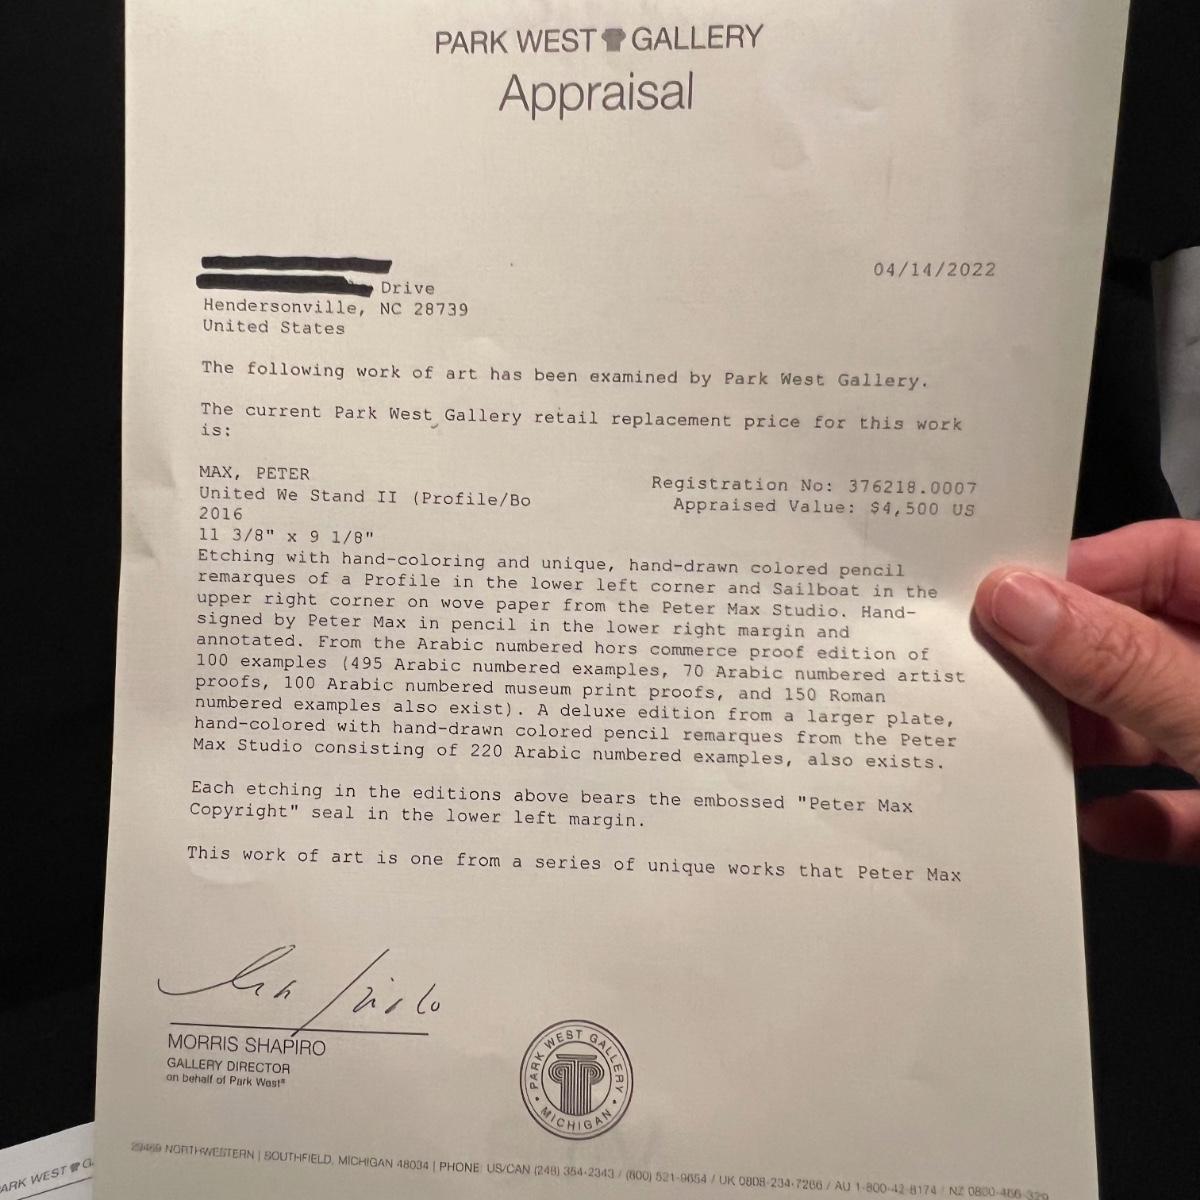 PARK WEST GALLERY
Appraisal
04/14/2022
Drive
Hendersonville, NC 28739
United States
The following work of art has been examined by Park West Gallery.
The current Park West Gallery retail replacement price for this work
is:
MAX, PETER
United We Stand II (Profile/Bo
2016
11 3/8" x 9 1/8"
Registration No: 376218.0007
Appraised Value: $4,500 US
Etching with hand-coloring and unique, hand-drawn colored pencil
remarques of a Profile in the lower left corner and Sailboat in the
upper right corner on wove paper from the Peter Max Studio. Hand-
signed by Peter Max in pencil in the lower right margin and
annotated. From the Arabic numbered hors commerce proof edition of
100 examples (495 Arabic numbered examples, 70 Arabic numbered artist
proofs, 100 Arabic numbered museum print proofs, and 150 Roman
numbered examples also exist). A deluxe edition from a larger plate,
hand-colored with hand-drawn colored pencil remarques from the Peter
Max Studio consisting of 220 Arabic numbered examples, also exists.
Each etching in the editions above bears the embossed "Peter Max
Copyright" seal in the lower left margin.
This work of art is one from a series of unique works that Peter Max
MORRIS SHAPIRO
GALLERY DIRECTOR
on behalf of Park West®
PARK WEST GALLERY
• MICHIGAN •
29469 NORTHWESTERN | SOUTHFIELD, MICHIGAN 48034 | PHONE: US/CAN (248) 354-2343 / (800) 521-9654 / UK 0808-234-7266 / AU 1-800-42-8174 / NZ 0800-466-329
ARK WEST G